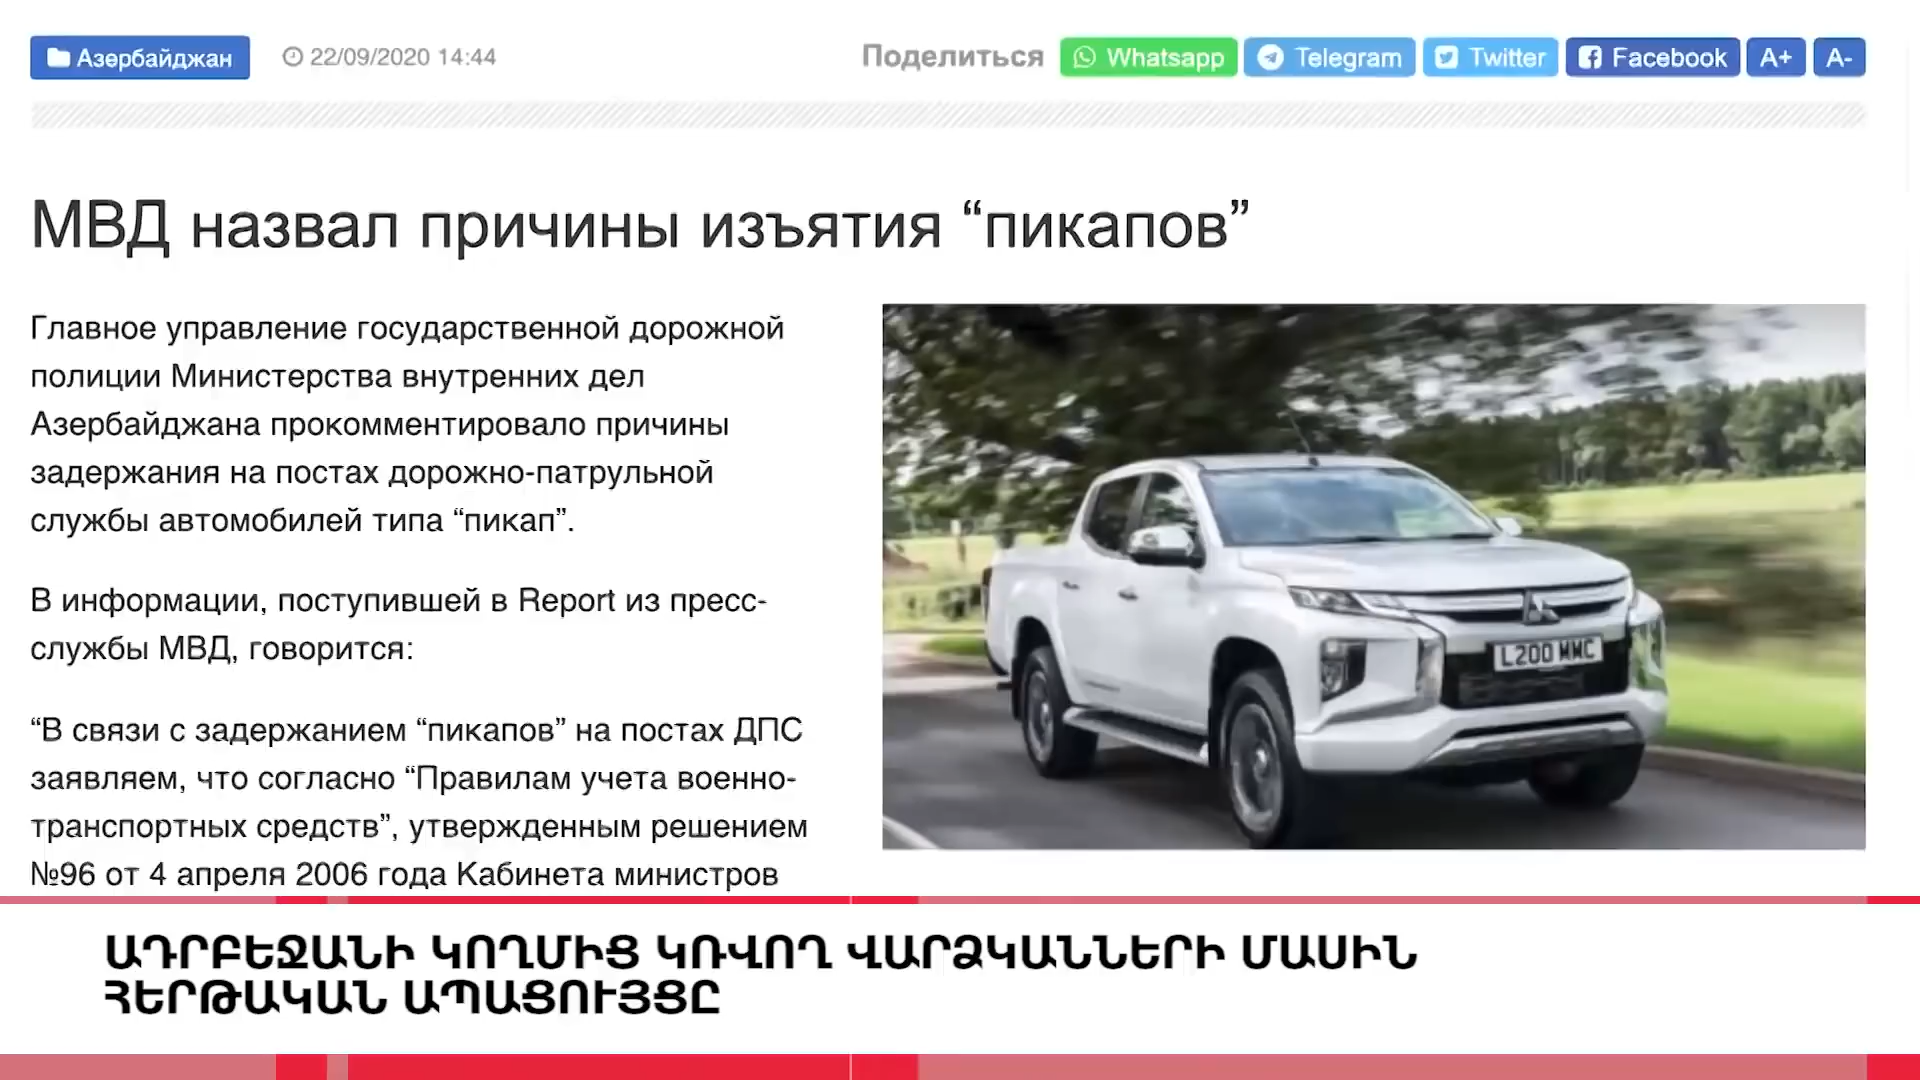 Азербайджан
22/09/2020 14:44
Поделиться
Whatsapp
Telegram
Twitter
Facebook
A+
A-
МВД назвал причины изъятия “пикапов”
Главное управление государственной дорожной
полиции Министерства внутренних дел
Азербайджана прокомментировало причины
задержания на постах дорожно-патрульной
службы автомобилей типа “пикап”.
В информации, поступившей в Report из пресс-
службы МВД, говорится:
“В связи с задержанием “пикапов” на постах ДПС
заявляем, что согласно “Правилам учета военно-
транспортных средств”, утвержденным решением
№96 от 4 апреля 2006 года Кабинета министров
L200 MMC
ԱԴՐԲԵՋԱՆԻ ԿՈՂՄԻՑ ԿՌՎՈՂ ՎԱՐՁԿԱՆՆԵՐԻ ՄԱՍԻՆ
ՀԵՐԹԱԿԱՆ ԱՊԱՑՈՒՅՑԸ